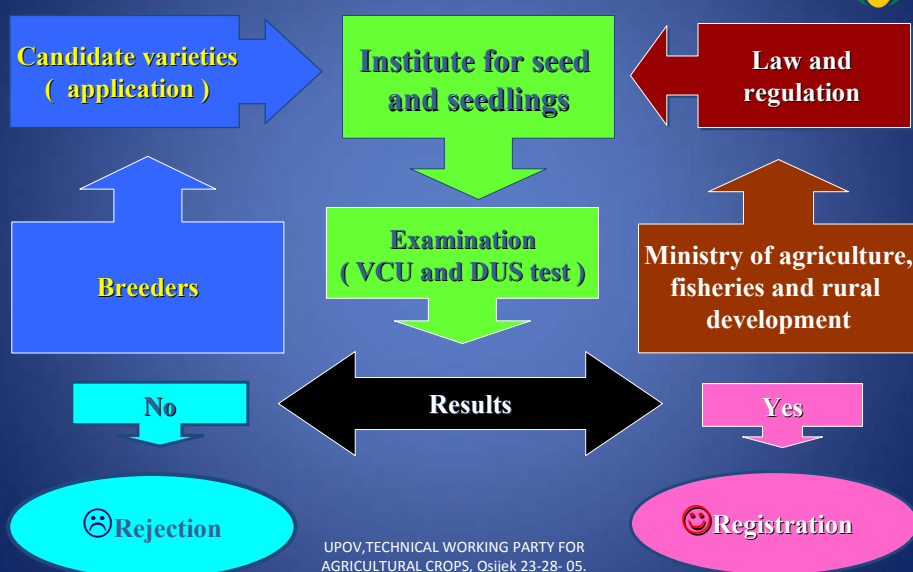 Candidate varieties
( application )
Institute for seed
and seedlings
Law and
regulation
Breeders
Examination
( VCU and DUS test )
Ministry of agriculture,
fisheries and rural
development
No
Results
Yes
Rejection
Registration
UPOV,TECHNICAL WORKING PARTY FOR
AGRICULTURAL CROPS, Osijek 23-28- 05.